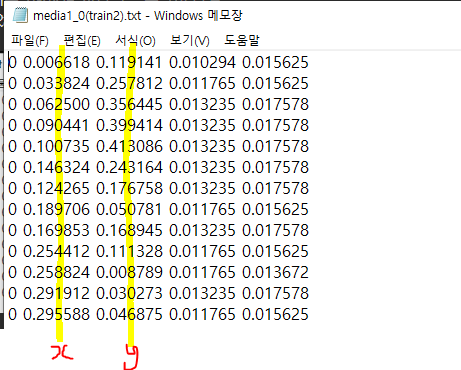 media1_0(train2).txt - Windows 메모장
파일(F) 편집(E) 서식(O) 보기(V) 도움말
0 0.006618 0.119141 0.010294 0.015625
0 0.033824 0.257812 0.011765 0.015625
0 0.062500 0.356445 0.013235 0.017578
0 0.090441 0.399414 0.013235 0.017578
0 0.100735 0.413086 0.013235 0.017578
0 0.146324 0.243164 0.013235 0.017578
0 0.124265 0.176758 0.013235 0.017578
0 0.189706 0.050781 0.011765 0.015625
0 0.169853 0.168945 0.013235 0.017578
0 0.254412 0.111328 0.011765 0.015625
0 0.258824 0.008789 0.011765 0.013672
0 0.291912 0.030273 0.013235 0.017578
0 0.295588 0.046875 0.011765 0.015625
x y